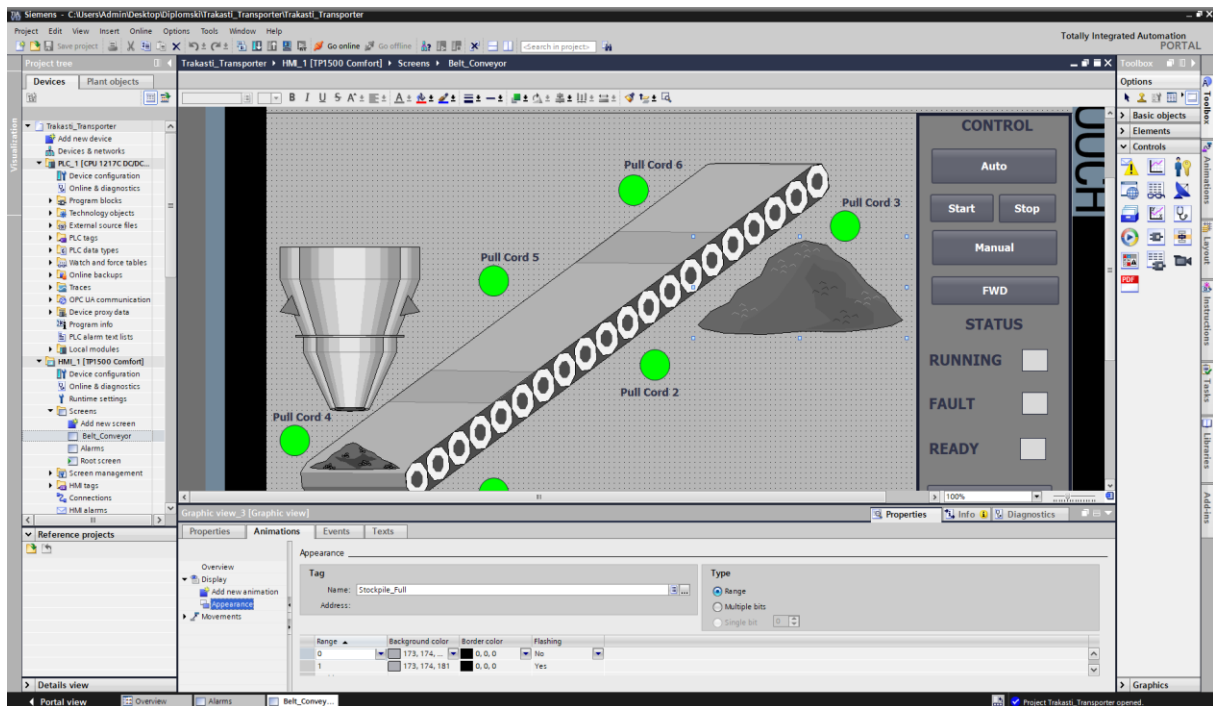 Siemens - C:\Users\Admin\Desktop\Diplomski\Trakasti_Transporter\Trakasti_Transporter
Project Edit View Insert Online Options Tools Window Help
Totally Integrated Automation
PORTAL
Save project
Go online
Go offline
<Search in project>
Project tree
Trakasti_Transporter ▸ HMI_1 [TP1500 Comfort] ▸ Screens ▸ Belt_Conveyor
Toolbox
Devices
Plant objects
Options
B I U S A
Visualization
Trakasti_Transporter
Add new device
Devices & networks
PLC_1 [CPU 1217C DC/DC...
Device configuration
Online & diagnostics
Program blocks
Technology objects
External source files
PLC tags
PLC data types
Watch and force tables
Online backups
Traces
OPC UA communication
Device proxy data
Program info
PLC alarm text lists
Local modules
HMI_1 [TP1500 Comfort]
Device configuration
Online & diagnostics
Runtime settings
Screens
Add new screen
Belt_Conveyor
Alarms
Root screen
Screen management
HMI tags
Connections
HMI alarms
Reference projects
Details view
Pull Cord 6
Pull Cord 3
Pull Cord 5
Pull Cord 2
Pull Cord 4
CONTROL
Auto
Start
Stop
Manual
FWD
STATUS
RUNNING
FAULT
READY
OUCH
100%
Basic objects
Elements
Controls
PDF
Graphics
Toolbox
Animations
Layout
Instructions
Tasks
Libraries
Add-ins
Graphic view_3 [Graphic view]
Properties
Info
Diagnostics
Properties
Animations
Events
Texts
Overview
Display
Add new animation
Appearance
Movements
Appearance
Tag
Name: Stockpile_Full
Address:
Type
Range
Multiple bits
Single bit 0
Range Background color Border color Flashing
0 173, 174, ... 0, 0, 0 No
1 173, 174, 181 0, 0, 0 Yes
Portal view
Overview
Alarms
Belt_Convey...
Project Trakasti_Transporter opened.